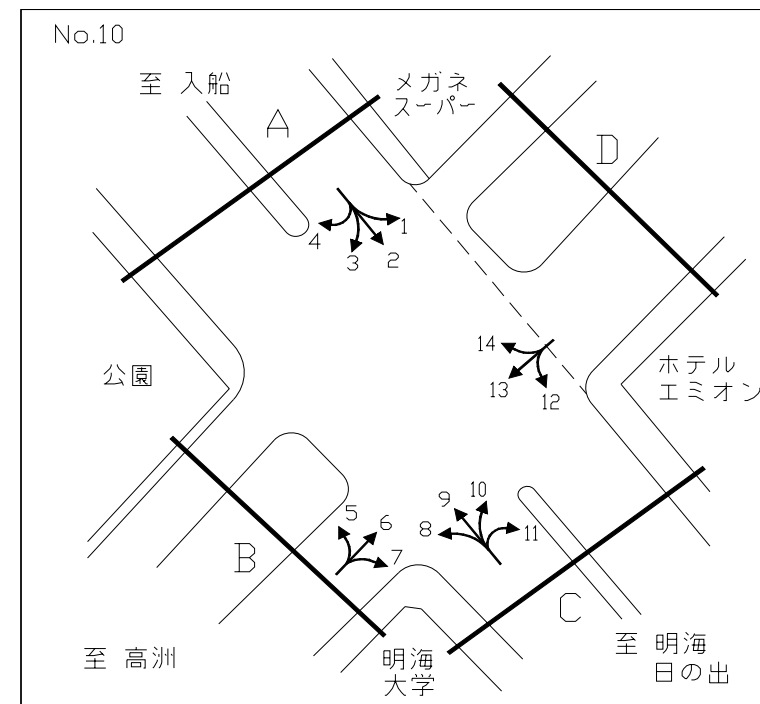 No.10
至 入船
A
メガネ
スーパー
D
1
2
3
4
公園
14
13
12
ホテル
エミオン
5
6
7
8
9
10
11
B
C
至 高洲
明海
大学
至 明海
日の出